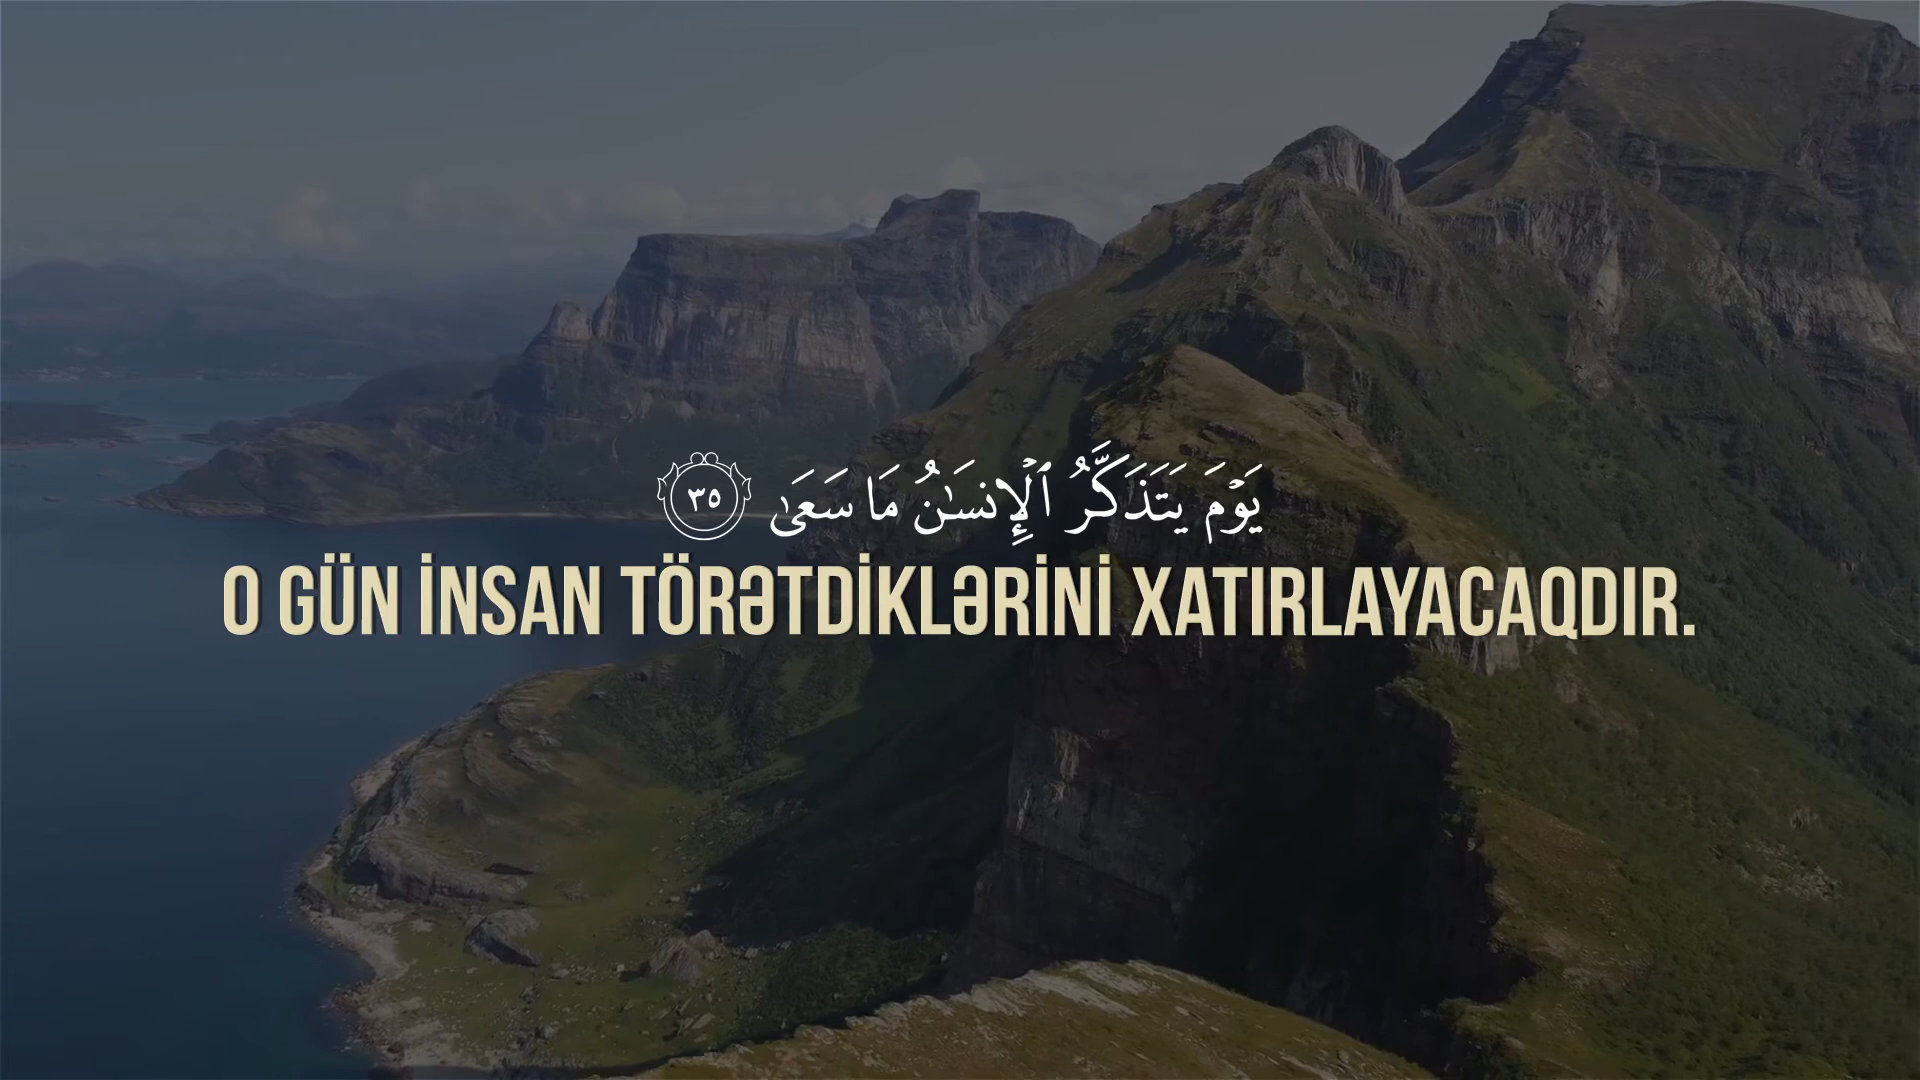 يَوْمَ يَتَذَكَّرُ ٱلْإِنسَـٰنُ مَا سَعَىٰ ٣٥
O GÜN İNSAN TÖRƏTDİKLƏRİNİ XATIRLAYACAQDIR.